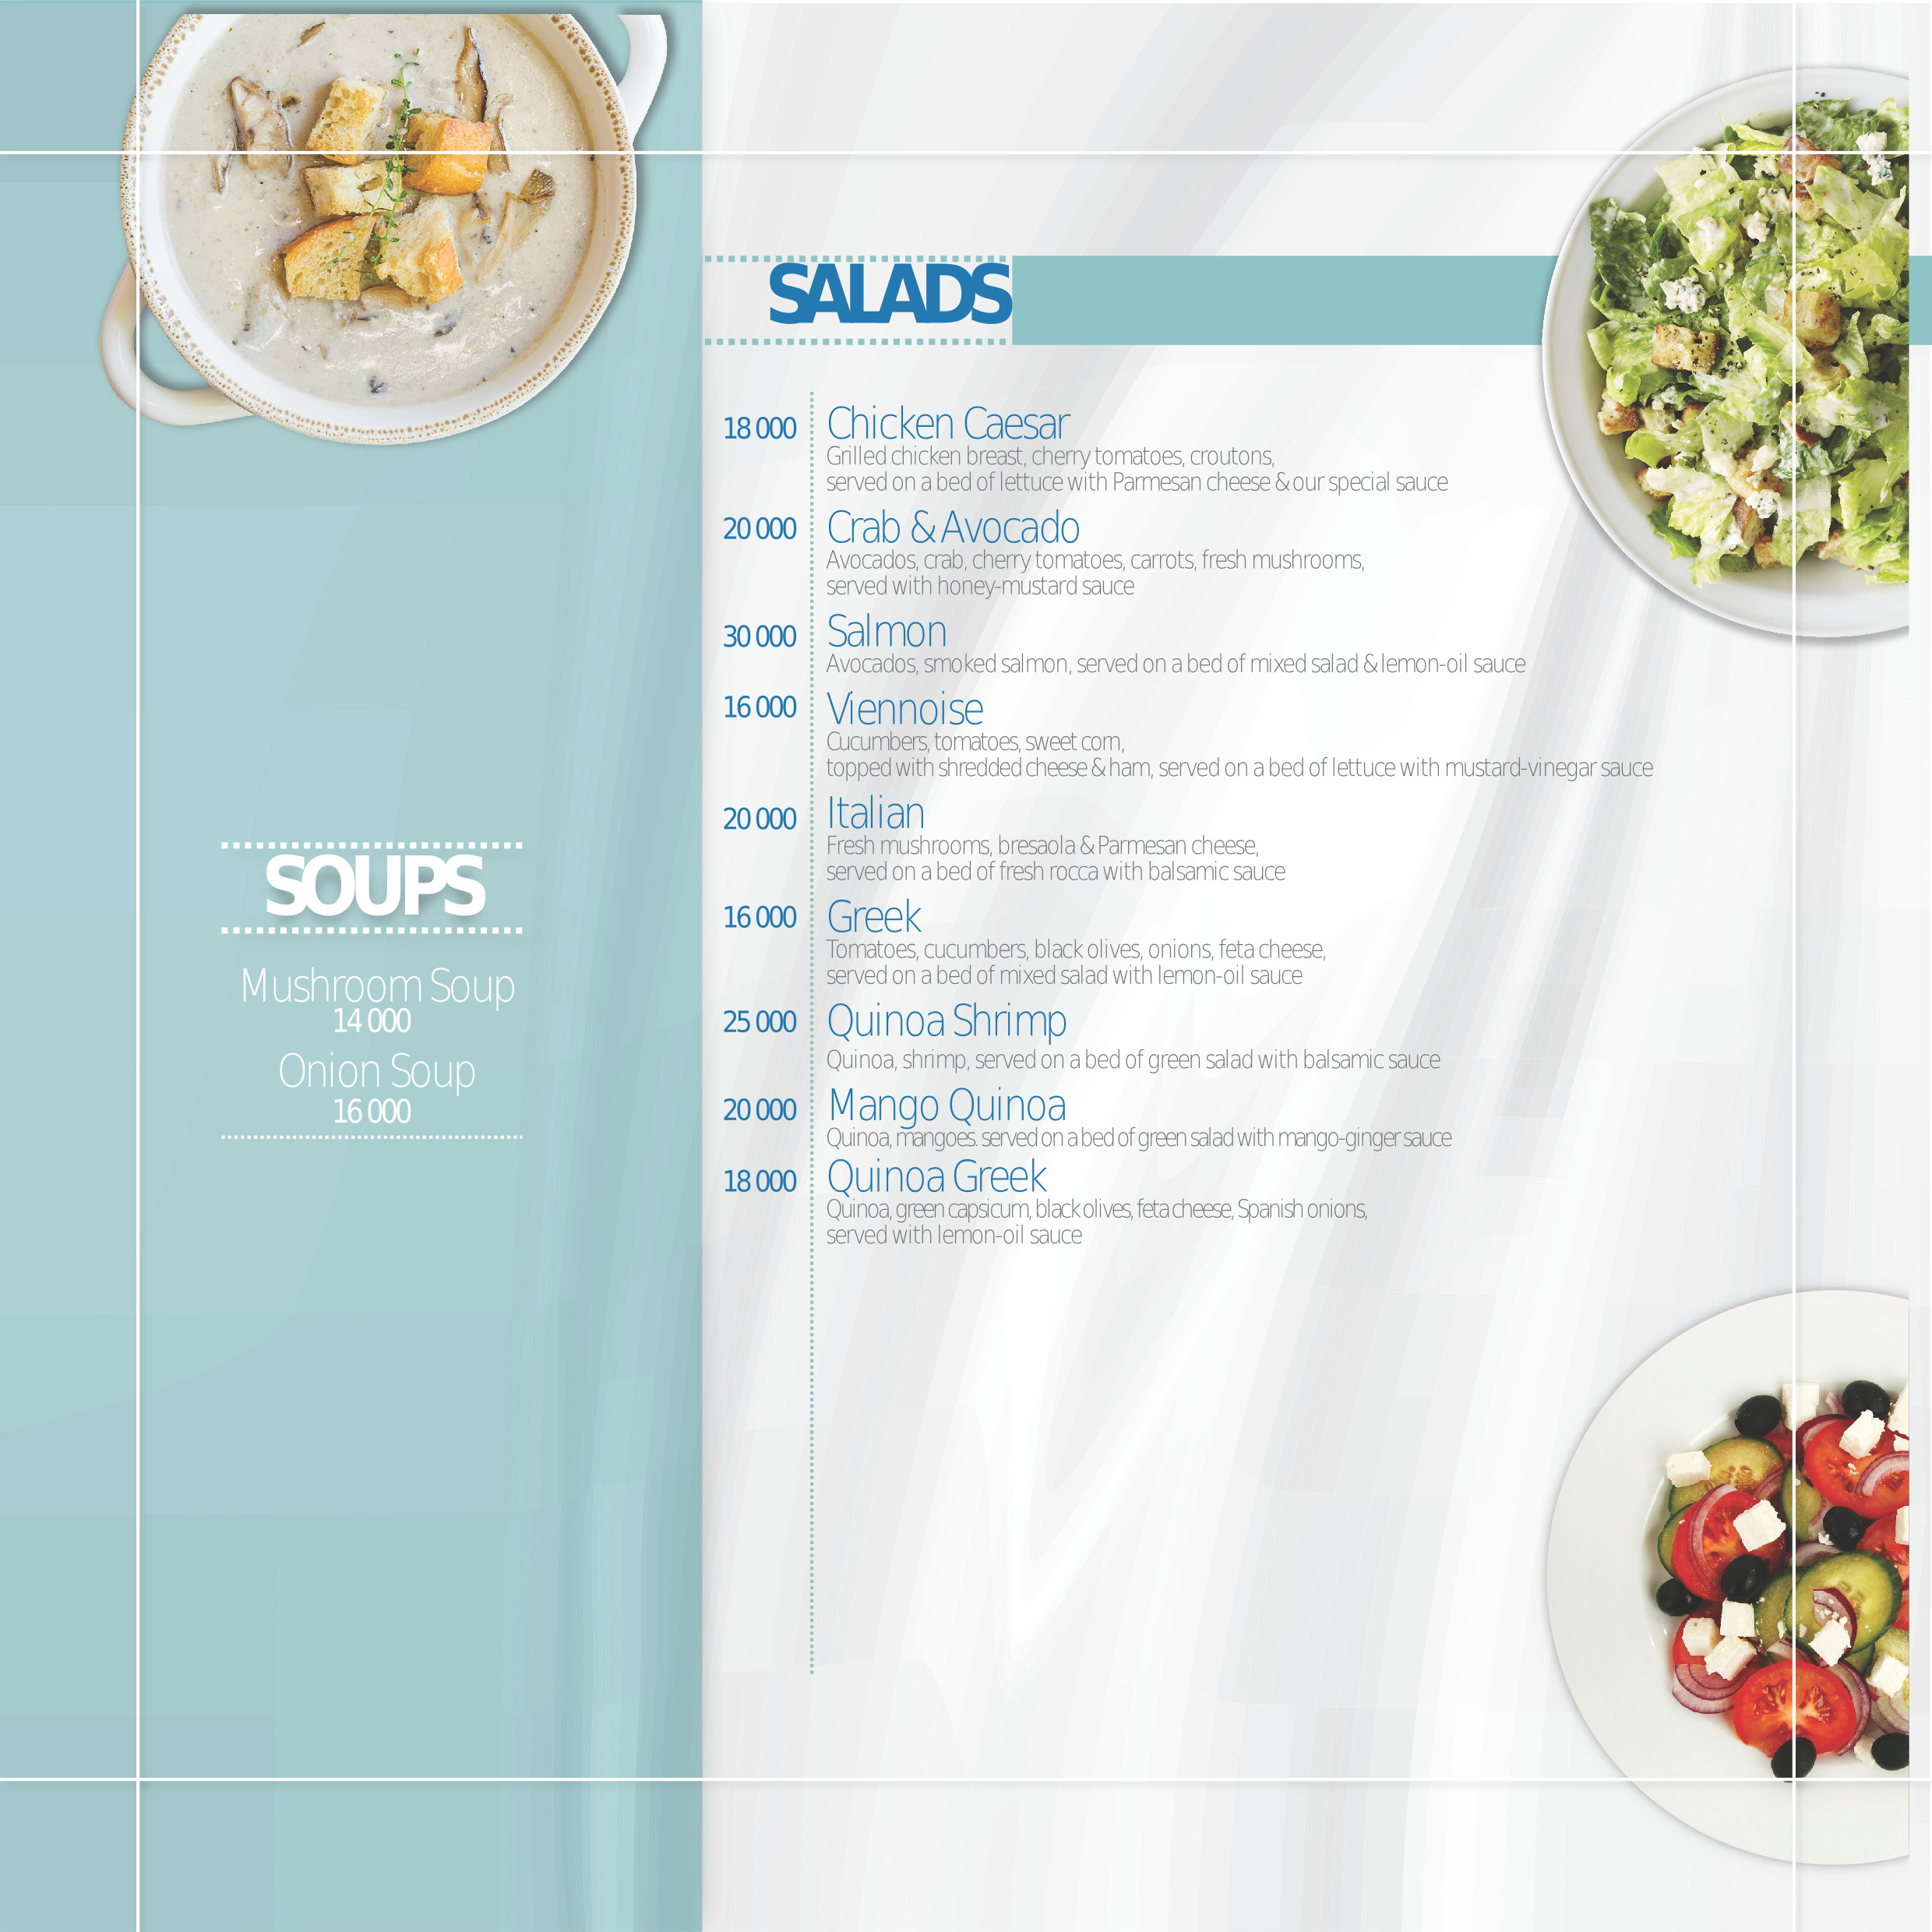 SOUPS
Mushroom Soup
14 000
Onion Soup
16 000
SALADS
18 000 Chicken Caesar
Grilled chicken breast, cherry tomatoes, croutons,
served on a bed of lettuce with Parmesan cheese & our special sauce
20 000 Crab & Avocado
Avocados, crab, cherry tomatoes, carrots, fresh mushrooms,
served with honey-mustard sauce
30 000 Salmon
Avocados, smoked salmon, served on a bed of mixed salad & lemon-oil sauce
16 000 Viennoise
Cucumbers, tomatoes, sweet corn,
topped with shredded cheese & ham, served on a bed of lettuce with mustard-vinegar sauce
20 000 Italian
Fresh mushrooms, bresaola & Parmesan cheese,
served on a bed of fresh rocca with balsamic sauce
16 000 Greek
Tomatoes, cucumbers, black olives, onions, feta cheese,
served on a bed of mixed salad with lemon-oil sauce
25 000 Quinoa Shrimp
Quinoa, shrimp, served on a bed of green salad with balsamic sauce
20 000 Mango Quinoa
Quinoa, mangoes. served on a bed of green salad with mango-ginger sauce
18 000 Quinoa Greek
Quinoa, green capsicum, black olives, feta cheese, Spanish onions,
served with lemon-oil sauce